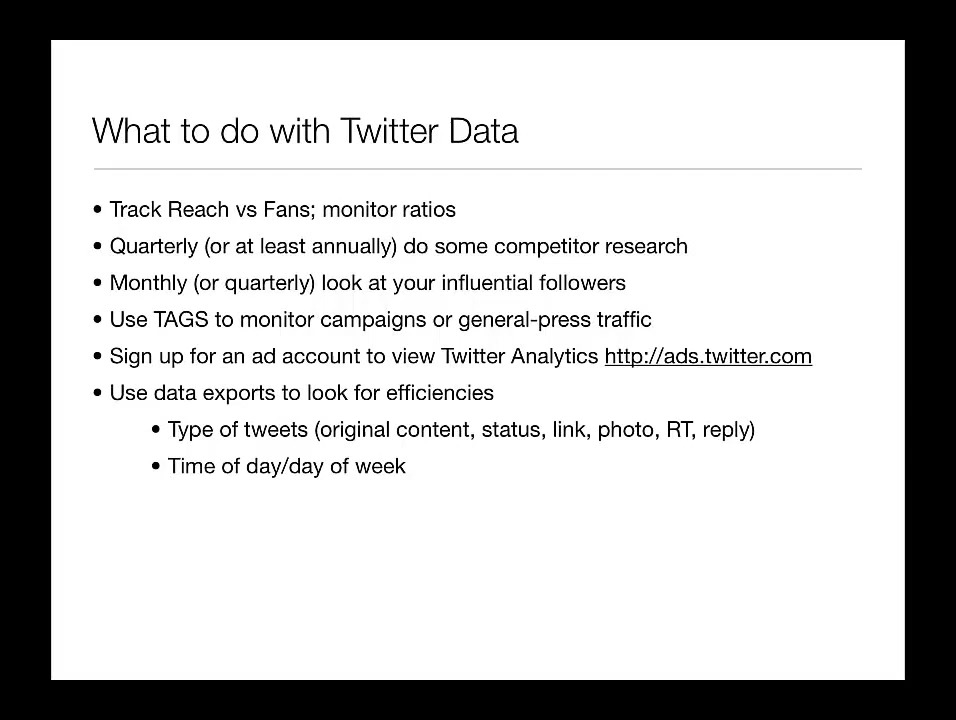 What to do with Twitter Data
• Track Reach vs Fans; monitor ratios
• Quarterly (or at least annually) do some competitor research
• Monthly (or quarterly) look at your influential followers
• Use TAGS to monitor campaigns or general-press traffic
• Sign up for an ad account to view Twitter Analytics http://ads.twitter.com
• Use data exports to look for efficiencies
• Type of tweets (original content, status, link, photo, RT, reply)
• Time of day/day of week